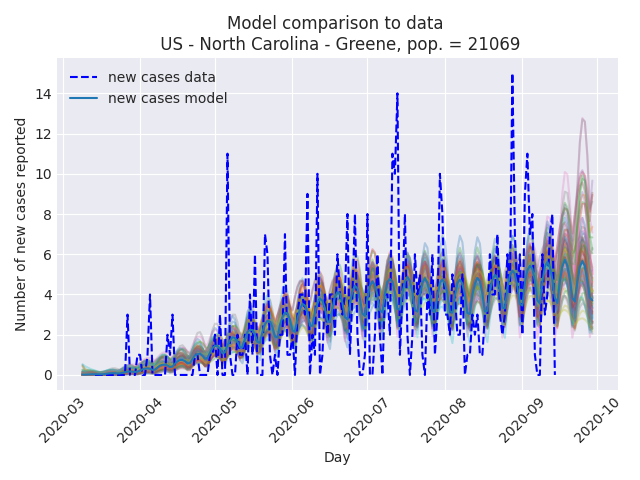 Model comparison to data
US - North Carolina - Greene, pop. = 21069
new cases data
new cases model
Number of new cases reported
14
12
10
8
6
4
2
0
2020-03
2020-04
2020-05
2020-06
2020-07
2020-08
2020-09
2020-10
Day